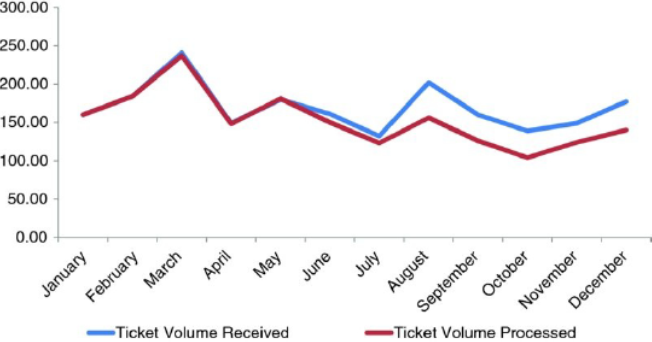 300.00
250.00
200.00
150.00
100.00
50.00
0.00
January
February
March
April
May
June
July
August
September
October
November
December
Ticket Volume Received
Ticket Volume Processed